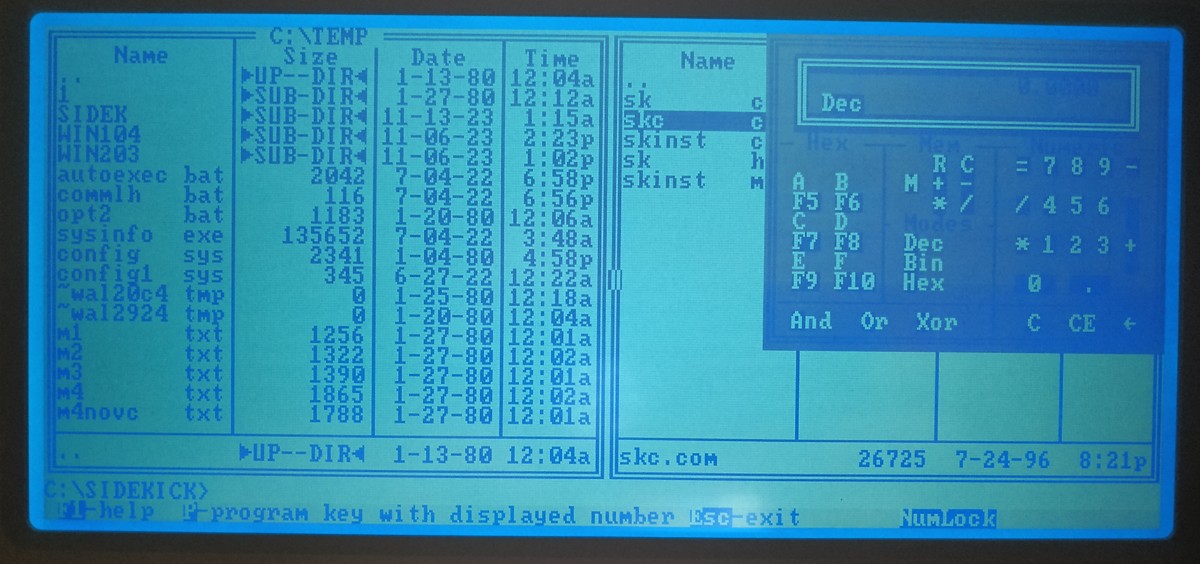 C:\TEMP
Name Size Date Time
.. ►UP--DIR◄ 1-13-80 12:04a
i ►SUB-DIR◄ 1-27-80 12:12a
SIDEK ►SUB-DIR◄ 11-13-23 1:15a
WIN104 ►SUB-DIR◄ 11-06-23 2:23p
WIN203 ►SUB-DIR◄ 11-06-23 1:02p
autoexec bat 2042 7-04-22 6:58p
commlh bat 116 7-04-22 6:56p
opt2 bat 1183 1-20-80 12:06a
sysinfo exe 135652 7-04-22 3:48a
config sys 2341 1-04-80 4:58p
config1 sys 345 6-27-22 12:22a
~wal20c4 tmp 0 1-25-80 12:18a
~wal2924 tmp 0 1-20-80 12:04a
m1 txt 1256 1-27-80 12:01a
m2 txt 1322 1-27-80 12:02a
m3 txt 1390 1-27-80 12:01a
m4 txt 1865 1-27-80 12:02a
m4novc txt 1788 1-27-80 12:01a
.. ►UP--DIR◄ 1-13-80 12:04a
Name
..
sk c
skc c
skinst c
sk h
skinst m
skc.com 26725 7-24-96 8:21p
0.0000
Dec
Hex Mem Numeric
R C = 7 8 9 -
A B M + -
F5 F6 * / / 4 5 6
C D Modes
F7 F8 Dec * 1 2 3 +
E F Bin
F9 F10 Hex 0 .
And Or Xor C CE ←
C:\SIDEKICK>
F1-help P-program key with displayed number Esc-exit NumLock